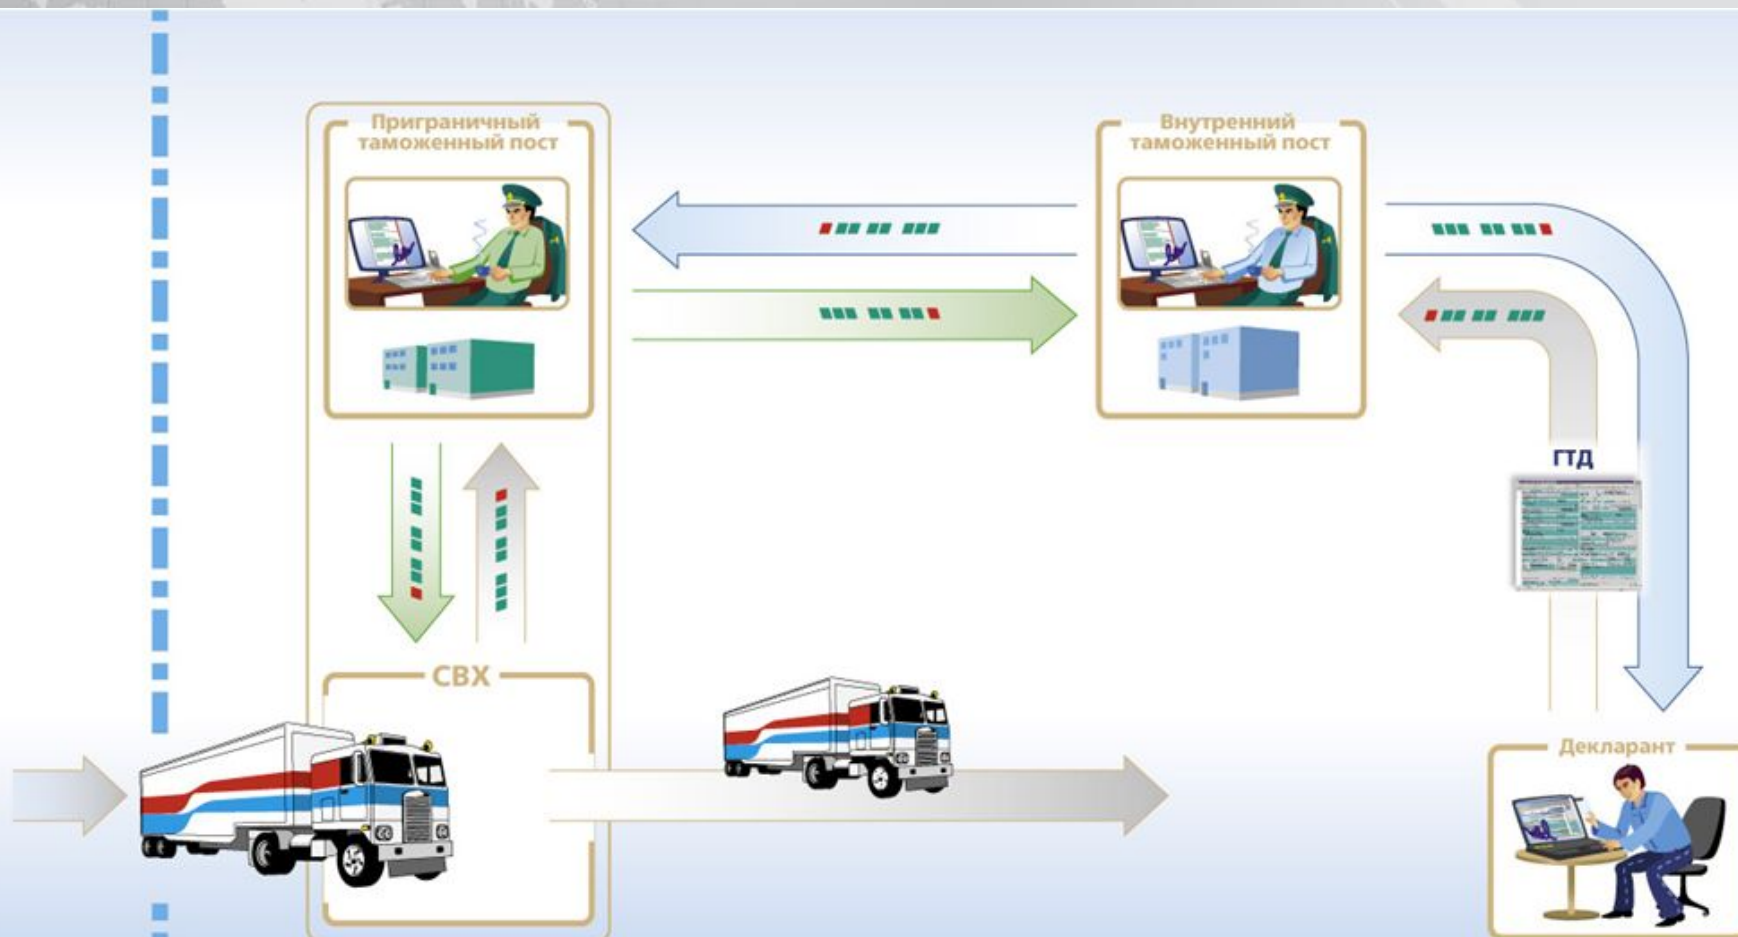 Приграничный
таможенный пост
Внутренний
таможенный пост
ГТД
СВХ
Декларант